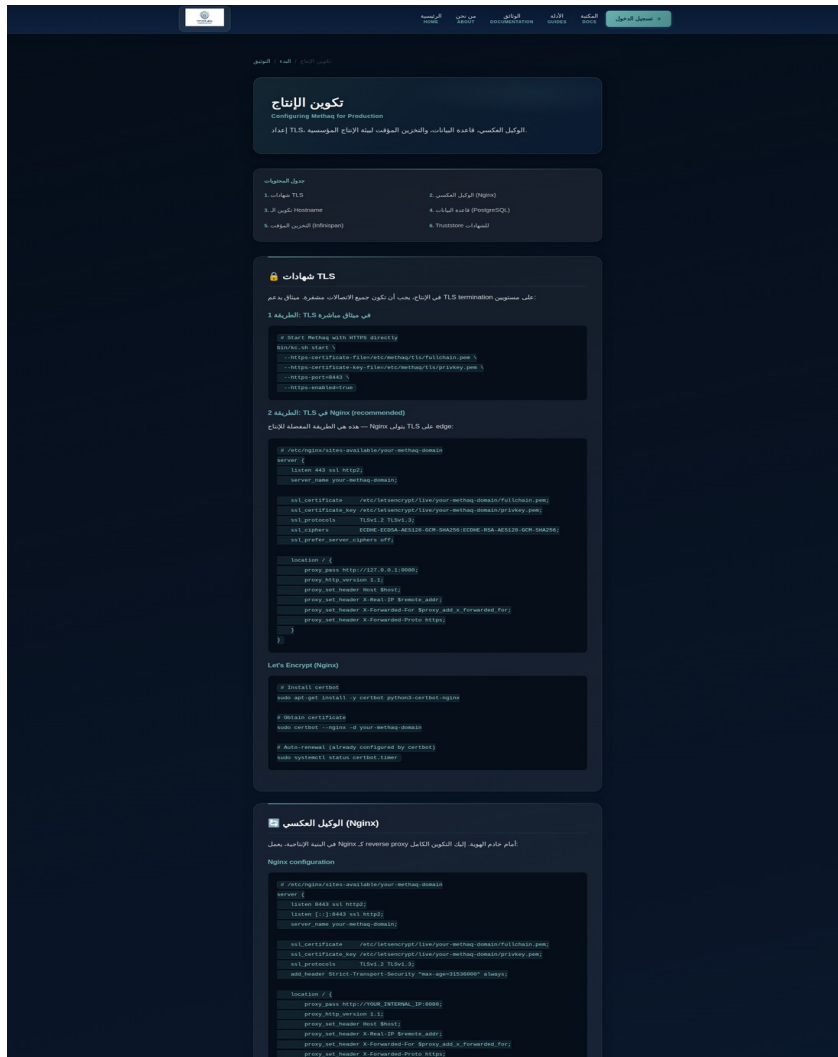 الرئيسية
HOME
من نحن
ABOUT
الوثائق
DOCUMENTATION
الأدلة
GUIDES
المكتبة
DOCS
تسجيل الدخول
التوثيق / البدء / تكوين الإنتاج
تكوين الإنتاج
Configuring Methaq for Production
إعداد TLS، الوكيل العكسي، قاعدة البيانات، والتخزين المؤقت لبيئة الإنتاج المؤسسية.
جدول المحتويات
1. شهادات TLS
2. الوكيل العكسي (Nginx)
3. تكوين الـ Hostname
4. قاعدة البيانات (PostgreSQL)
5. التخزين المؤقت (Infinispan)
6. Truststore للشهادات
🔒 شهادات TLS
في الإنتاج، يجب أن تكون جميع الاتصالات مشفرة. ميثاق يدعم TLS termination على مستويين:
الطريقة 1: TLS في ميثاق مباشرة
# Start Methaq with HTTPS directly
bin/kc.sh start \
--https-certificate-file=/etc/methaq/tls/fullchain.pem \
--https-certificate-key-file=/etc/methaq/tls/privkey.pem \
--https-port=8443 \
--https-enabled=true
الطريقة 2: TLS في Nginx (recommended)
هذه هي الطريقة المفضلة للإنتاج — Nginx يتولى TLS على edge:
# /etc/nginx/sites-available/your-methaq-domain
server {
listen 443 ssl http2;
server_name your-methaq-domain;
ssl_certificate /etc/letsencrypt/live/your-methaq-domain/fullchain.pem;
ssl_certificate_key /etc/letsencrypt/live/your-methaq-domain/privkey.pem;
ssl_protocols TLSv1.2 TLSv1.3;
ssl_ciphers ECDHE-ECDSA-AES128-GCM-SHA256:ECDHE-RSA-AES128-GCM-SHA256;
ssl_prefer_server_ciphers off;
location / {
proxy_pass http://127.0.0.1:8080;
proxy_http_version 1.1;
proxy_set_header Host $host;
proxy_set_header X-Real-IP $remote_addr;
proxy_set_header X-Forwarded-For $proxy_add_x_forwarded_for;
proxy_set_header X-Forwarded-Proto https;
}
}
Let's Encrypt (Nginx)
# Install certbot
sudo apt-get install -y certbot python3-certbot-nginx
# Obtain certificate
sudo certbot --nginx -d your-methaq-domain
# Auto-renewal (already configured by certbot)
sudo systemctl status certbot.timer
🔄 الوكيل العكسي (Nginx)
في البنية الإنتاجية، يعمل Nginx كـ reverse proxy أمام خادم الهوية. إليك التكوين الكامل:
Nginx configuration
# /etc/nginx/sites-available/your-methaq-domain
server {
listen 8443 ssl http2;
listen [::]:8443 ssl http2;
server_name your-methaq-domain;
ssl_certificate /etc/letsencrypt/live/your-methaq-domain/fullchain.pem;
ssl_certificate_key /etc/letsencrypt/live/your-methaq-domain/privkey.pem;
ssl_protocols TLSv1.2 TLSv1.3;
add_header Strict-Transport-Security "max-age=31536000" always;
location / {
proxy_pass http://YOUR_INTERNAL_IP:8080;
proxy_http_version 1.1;
proxy_set_header Host $host;
proxy_set_header X-Real-IP $remote_addr;
proxy_set_header X-Forwarded-For $proxy_add_x_forwarded_for;
proxy_set_header X-Forwarded-Proto https;